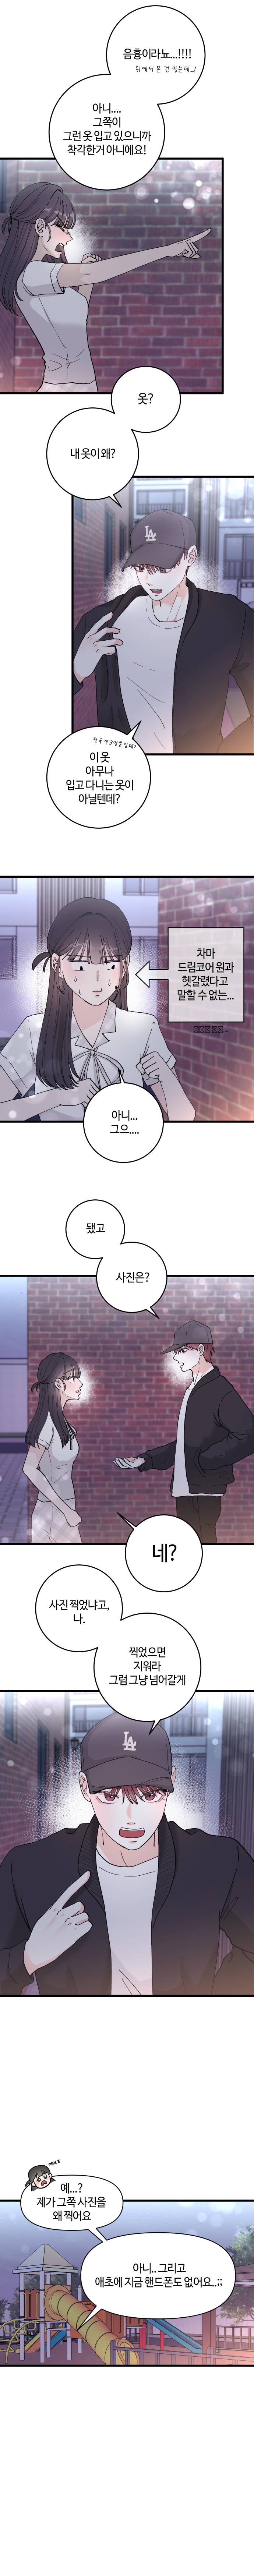 음흉이라뇨...!!!!
뒤에서 본 건 맞는데..!
아니....
그쪽이
그런 옷 입고 있으니까
착각한거 아니에요!
옷?
내 옷이 왜?
LA
이 옷
아무나
입고 다니는 옷이
아닐텐데?
차마
드림코어 원과
헷갈렸다고
말할 수 없는...
아니...
그으....
됐고
사진은?
네?
사진 찍었냐고,
나.
찍었으면
지워라
그럼 그냥 넘어갈게
LA
예...?
제가 그쪽 사진을
왜 찍어요
아니.. 그리고
애초에 지금 핸드폰도 없어요..;;